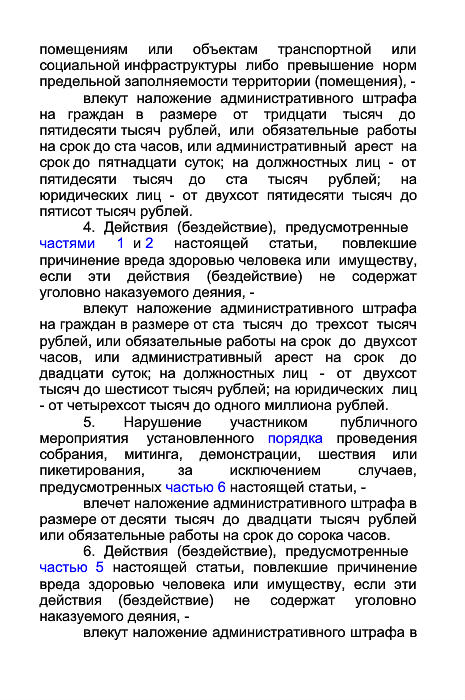 помещениям или объектам транспортной или
социальной инфраструктуры либо превышение норм
предельной заполняемости территории (помещения), -
влекут наложение административного штрафа
на граждан в размере от тридцати тысяч до
пятидесяти тысяч рублей, или обязательные работы
на срок до ста часов, или административный арест на
срок до пятнадцати суток; на должностных лиц - от
пятидесяти тысяч до ста тысяч рублей; на
юридических лиц - от двухсот пятидесяти тысяч до
пятисот тысяч рублей.
4. Действия (бездействие), предусмотренные
частями 1 и 2 настоящей статьи, повлекшие
причинение вреда здоровью человека или имуществу,
если эти действия (бездействие) не содержат
уголовно наказуемого деяния, -
влекут наложение административного штрафа
на граждан в размере от ста тысяч до трехсот тысяч
рублей, или обязательные работы на срок до двухсот
часов, или административный арест на срок до
двадцати суток; на должностных лиц - от двухсот
тысяч до шестисот тысяч рублей; на юридических лиц
- от четырехсот тысяч до одного миллиона рублей.
5. Нарушение участником публичного
мероприятия установленного порядка проведения
собрания, митинга, демонстрации, шествия или
пикетирования, за исключением случаев,
предусмотренных частью 6 настоящей статьи, -
влечет наложение административного штрафа в
размере от десяти тысяч до двадцати тысяч рублей
или обязательные работы на срок до сорока часов.
6. Действия (бездействие), предусмотренные
частью 5 настоящей статьи, повлекшие причинение
вреда здоровью человека или имуществу, если эти
действия (бездействие) не содержат уголовно
наказуемого деяния, -
влекут наложение административного штрафа в